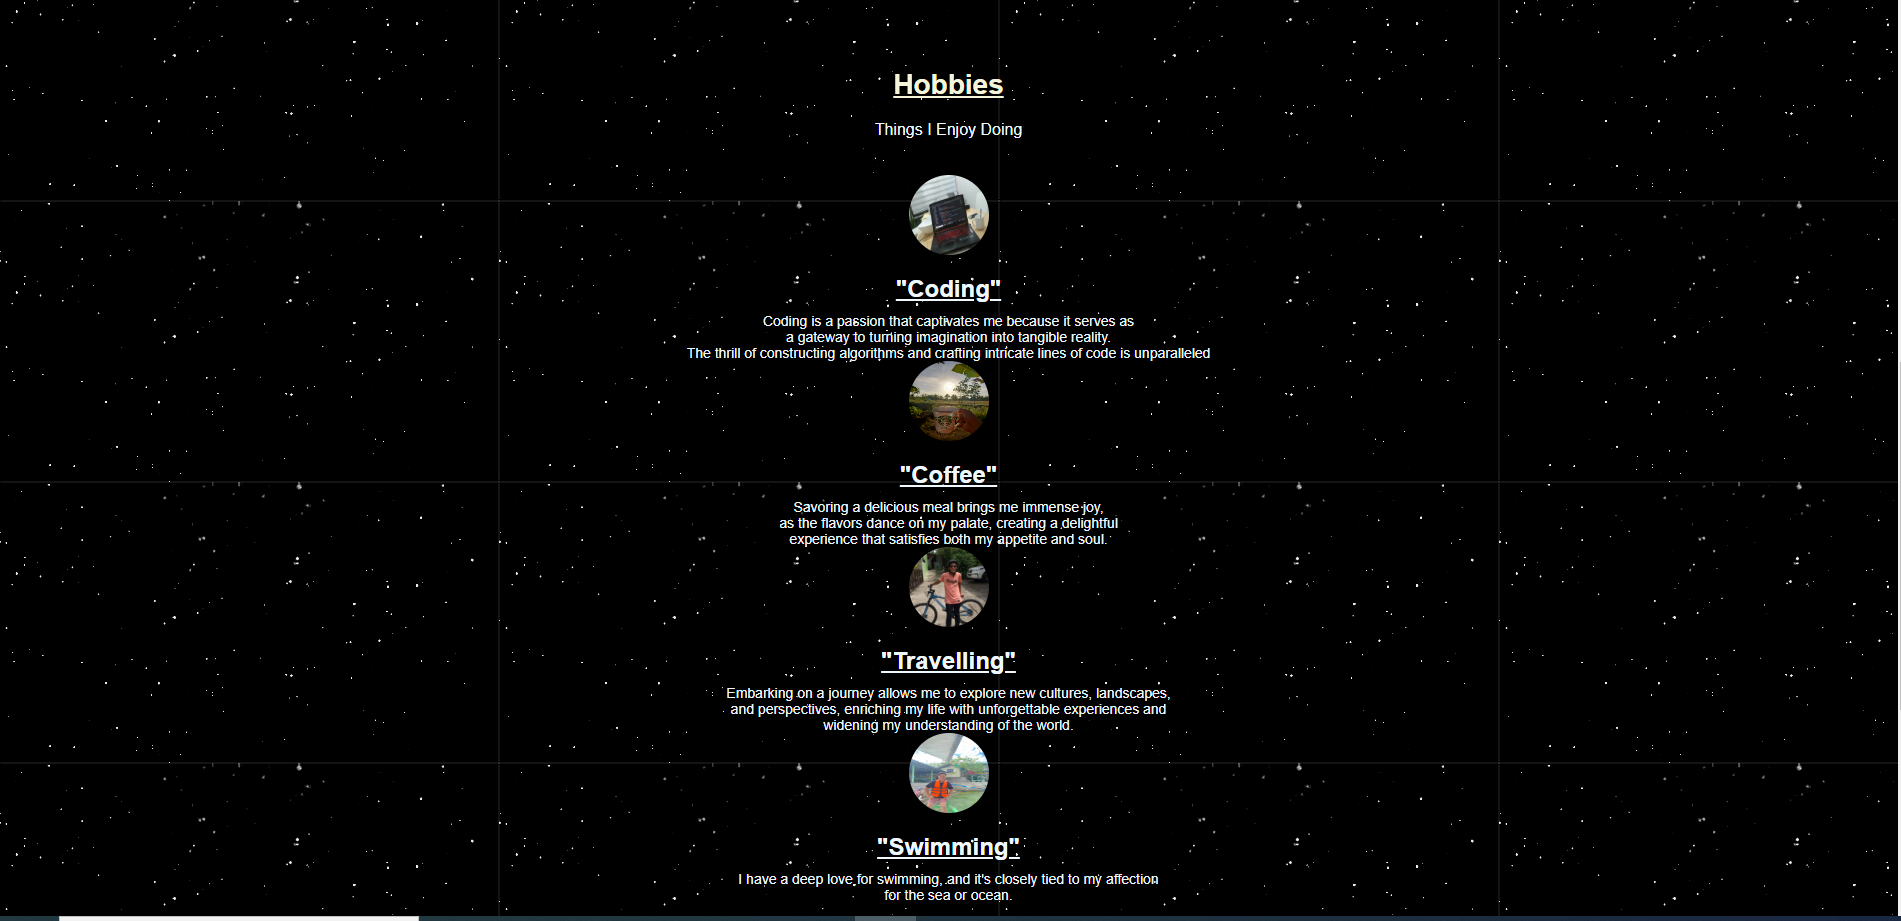 Hobbies
Things I Enjoy Doing
"Coding"
Coding is a passion that captivates me because it serves as
a gateway to turning imagination into tangible reality.
The thrill of constructing algorithms and crafting intricate lines of code is unparalleled
"Coffee"
Savoring a delicious meal brings me immense joy,
as the flavors dance on my palate, creating a delightful
experience that satisfies both my appetite and soul.
"Travelling"
Embarking on a journey allows me to explore new cultures, landscapes,
and perspectives, enriching my life with unforgettable experiences and
widening my understanding of the world.
"Swimming"
I have a deep love for swimming, and it's closely tied to my affection
for the sea or ocean.